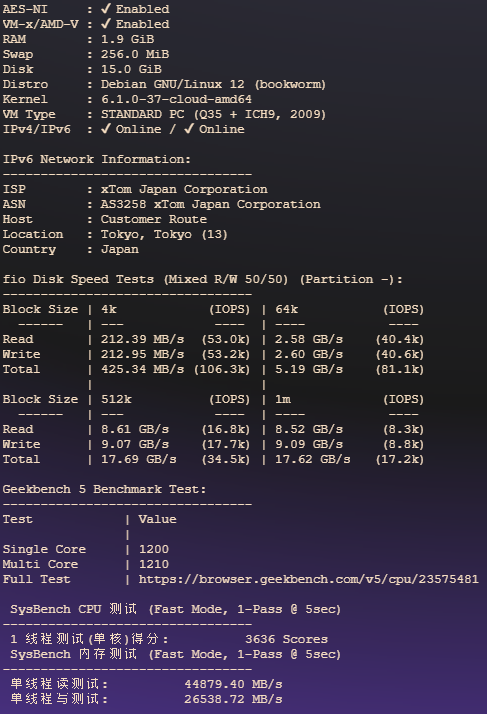 AES-NI     : ✔ Enabled
VM-x/AMD-V : ✔ Enabled
RAM        : 1.9 GiB
Swap       : 256.0 MiB
Disk       : 15.0 GiB
Distro     : Debian GNU/Linux 12 (bookworm)
Kernel     : 6.1.0-37-cloud-amd64
VM Type    : STANDARD PC (Q35 + ICH9, 2009)
IPv4/IPv6  : ✔ Online / ✔ Online

IPv6 Network Information:
---------------------------------
ISP        : xTom Japan Corporation
ASN        : AS3258 xTom Japan Corporation
Host       : Customer Route
Location   : Tokyo, Tokyo (13)
Country    : Japan

fio Disk Speed Tests (Mixed R/W 50/50) (Partition -):
---------------------------------
Block Size | 4k            (IOPS) | 64k           (IOPS)
  ------   | ---            ----  | ----           ----
Read       | 212.39 MB/s  (53.0k) | 2.58 GB/s    (40.4k)
Write      | 212.95 MB/s  (53.2k) | 2.60 GB/s    (40.6k)
Total      | 425.34 MB/s (106.3k) | 5.19 GB/s    (81.1k)
           |                      |
Block Size | 512k          (IOPS) | 1m            (IOPS)
  ------   | ---            ----  | ----           ----
Read       | 8.61 GB/s    (16.8k) | 8.52 GB/s     (8.3k)
Write      | 9.07 GB/s    (17.7k) | 9.09 GB/s     (8.8k)
Total      | 17.69 GB/s   (34.5k) | 17.62 GB/s   (17.2k)

Geekbench 5 Benchmark Test:
---------------------------------
Test            | Value
                |
Single Core     | 1200
Multi Core      | 1210
Full Test       | https://browser.geekbench.com/v5/cpu/23575481

 SysBench CPU 测试 (Fast Mode, 1-Pass @ 5sec)
---------------------------------
 1 线程测试(单核)得分:          3636 Scores
 SysBench 内存测试 (Fast Mode, 1-Pass @ 5sec)
---------------------------------
 单线程读测试:          44879.40 MB/s
 单线程写测试:          26538.72 MB/s